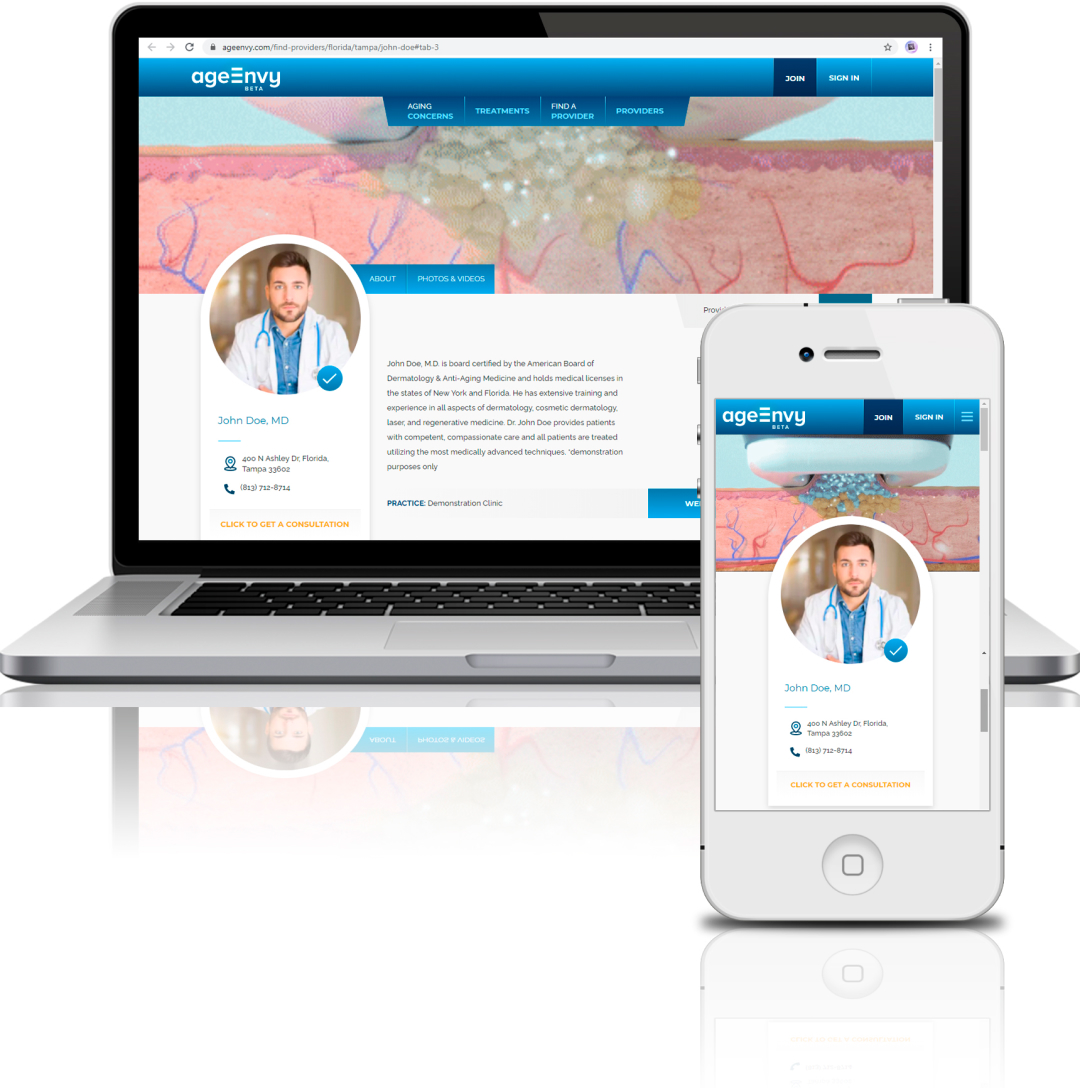 ageenvy.com/find-providers/florida/tampa/john-doe#tab-3
ageEnvy
BETA
JOIN
SIGN IN
AGING
CONCERNS
TREATMENTS
FIND A
PROVIDER
PROVIDERS
ABOUT
PHOTOS & VIDEOS
John Doe, M.D. is board certified by the American Board of
Dermatology & Anti-Aging Medicine and holds medical licenses in
the states of New York and Florida. He has extensive training and
experience in all aspects of dermatology, cosmetic dermatology,
laser, and regenerative medicine. Dr. John Doe provides patients
with competent, compassionate care and all patients are treated
utilizing the most medically advanced techniques. *demonstration
purposes only
PRACTICE: Demonstration Clinic
John Doe, MD
400 N Ashley Dr, Florida,
Tampa 33602
(813) 712-8714
CLICK TO GET A CONSULTATION
ageEnvy
BETA
JOIN
SIGN IN
John Doe, MD
400 N Ashley Dr, Florida,
Tampa 33602
(813) 712-8714
CLICK TO GET A CONSULTATION